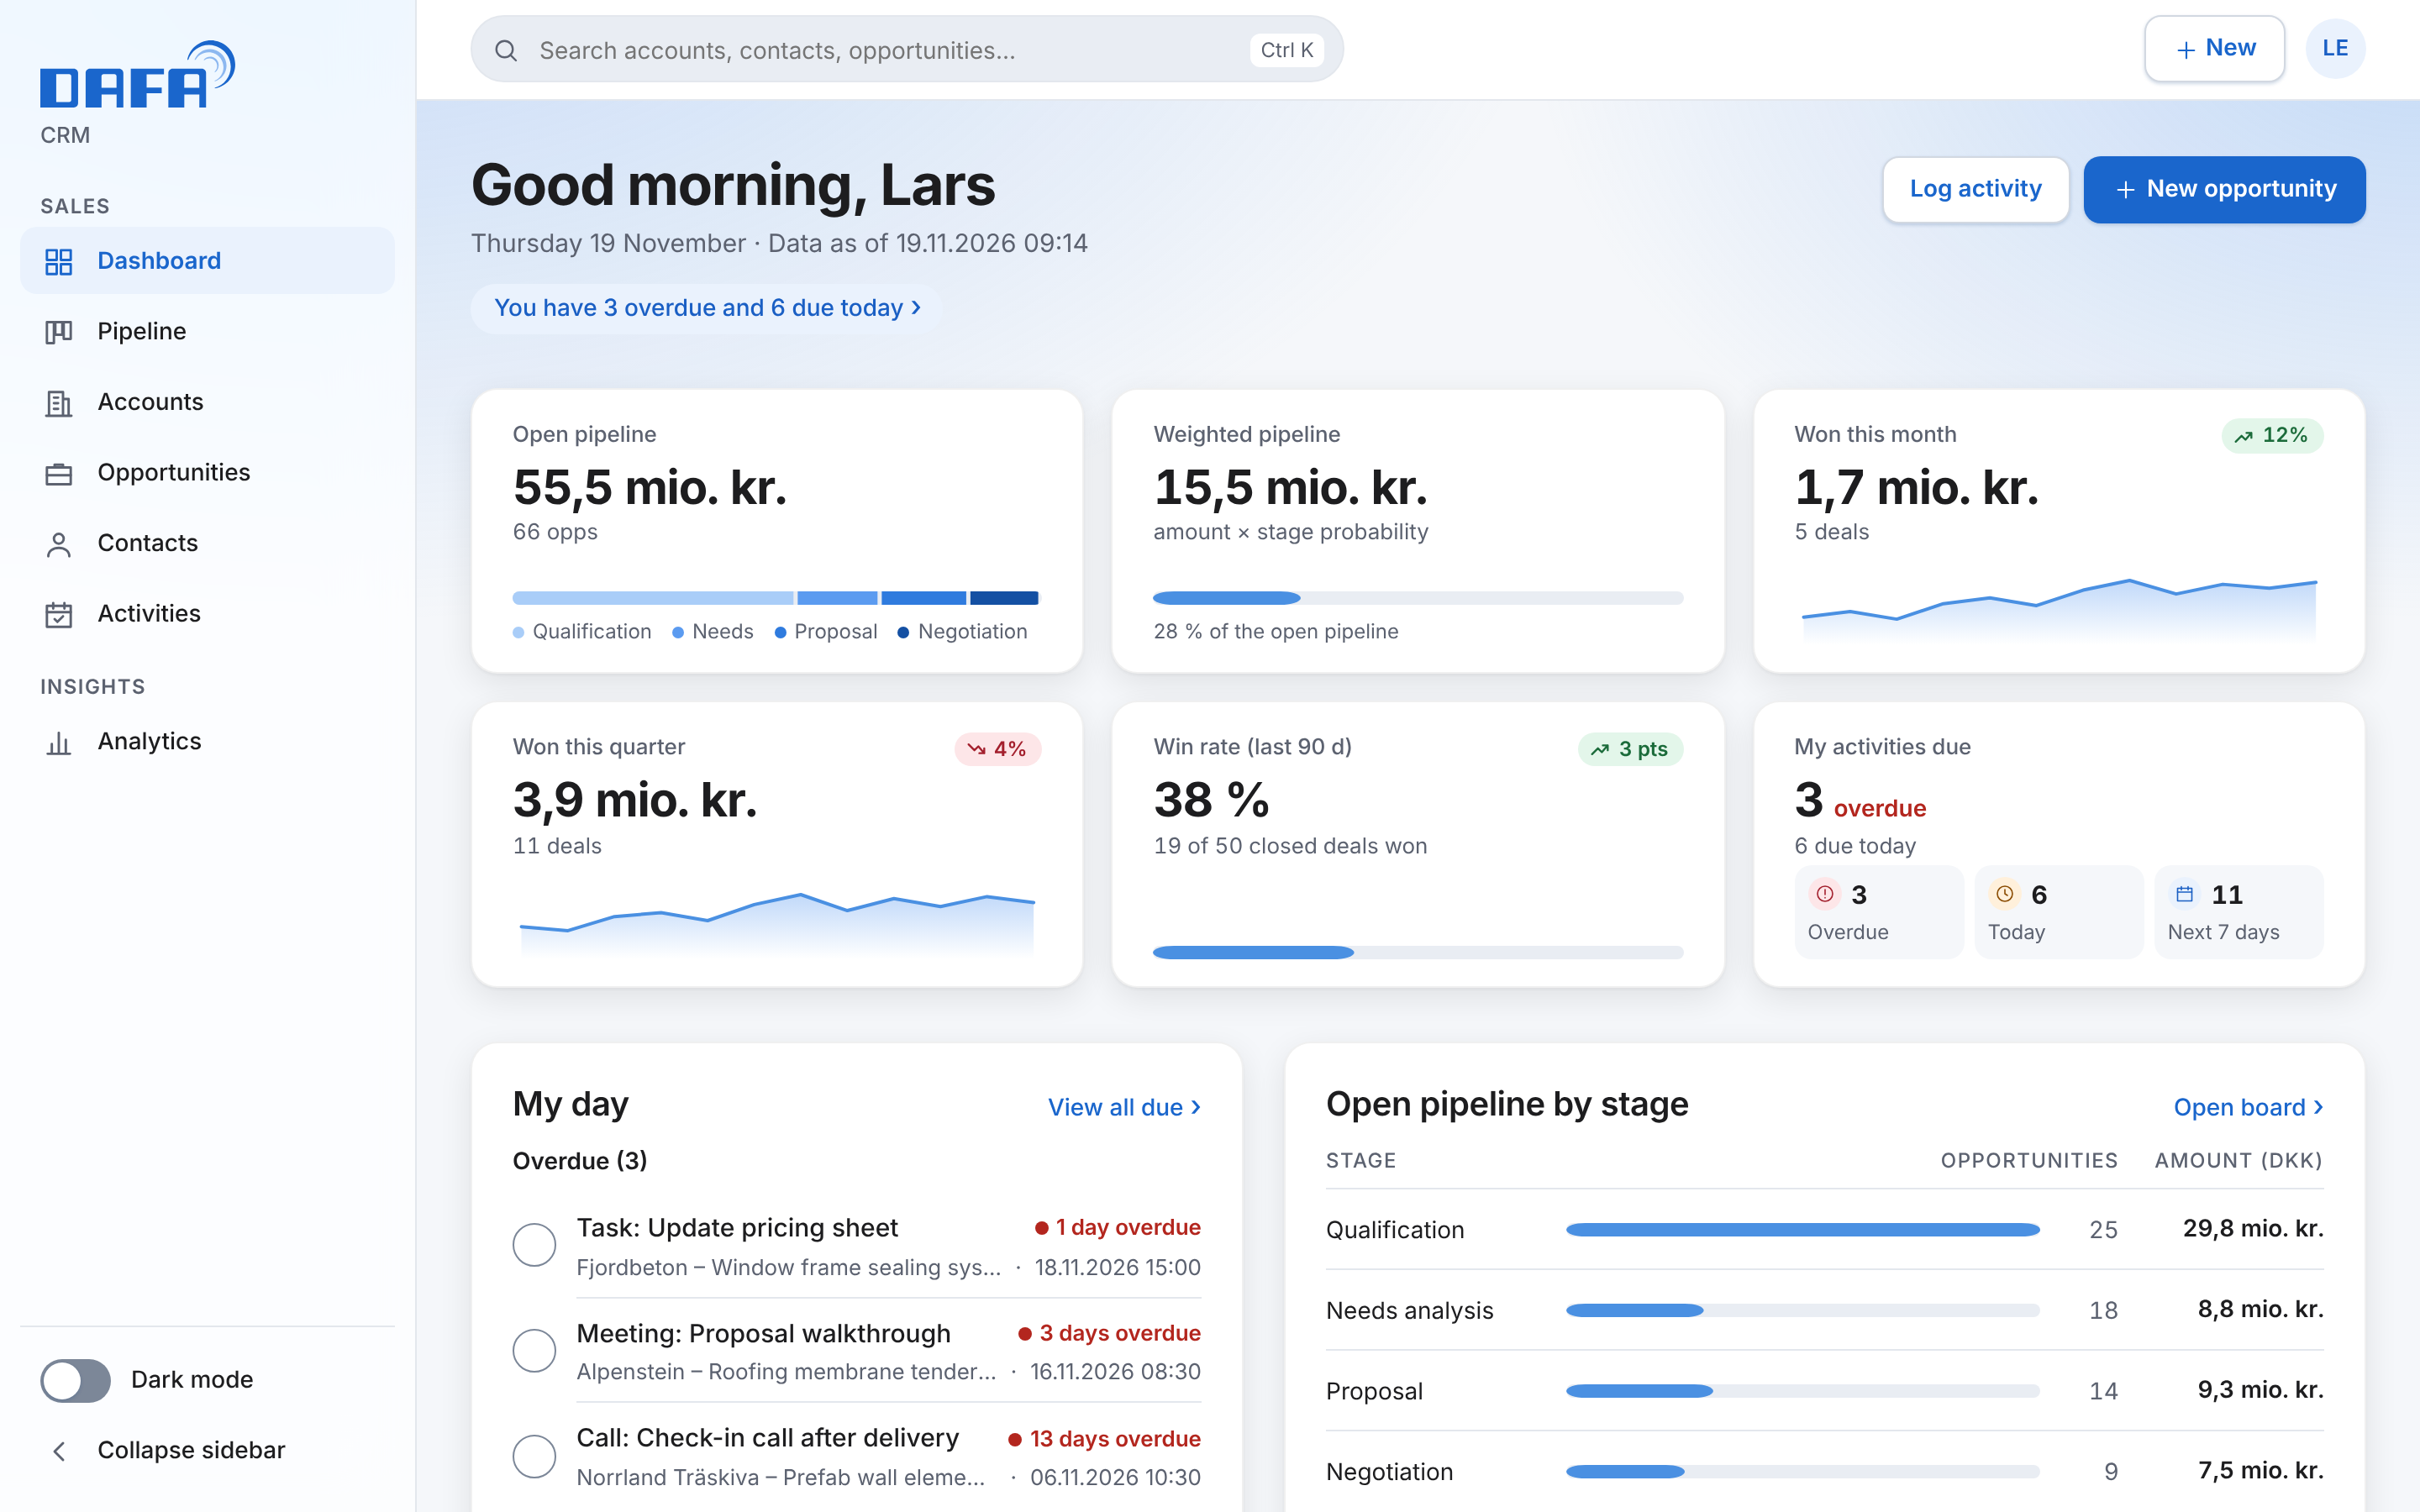 DAFA
CRM
SALES
Dashboard
Pipeline
Accounts
Opportunities
Contacts
Activities
INSIGHTS
Analytics
Dark mode
Collapse sidebar
Search accounts, contacts, opportunities... Ctrl K
+ New LE
Good morning, Lars
Thursday 19 November · Data as of 19.11.2026 09:14
You have 3 overdue and 6 due today ›
Log activity
+ New opportunity
Open pipeline
55,5 mio. kr.
66 opps
Qualification Needs Proposal Negotiation
Weighted pipeline
15,5 mio. kr.
amount × stage probability
28 % of the open pipeline
Won this month 12%
1,7 mio. kr.
5 deals
Won this quarter 4%
3,9 mio. kr.
11 deals
Win rate (last 90 d) 3 pts
38 %
19 of 50 closed deals won
My activities due
3 overdue
6 due today
3 6 11
Overdue Today Next 7 days
My day View all due ›
Overdue (3)
Task: Update pricing sheet 1 day overdue
Fjordbeton – Window frame sealing sys... · 18.11.2026 15:00
Meeting: Proposal walkthrough 3 days overdue
Alpenstein – Roofing membrane tender... · 16.11.2026 08:30
Call: Check-in call after delivery 13 days overdue
Norrland Träskiva – Prefab wall eleme... · 06.11.2026 10:30
Open pipeline by stage Open board ›
STAGE OPPORTUNITIES AMOUNT (DKK)
Qualification 25 29,8 mio. kr.
Needs analysis 18 8,8 mio. kr.
Proposal 14 9,3 mio. kr.
Negotiation 9 7,5 mio. kr.